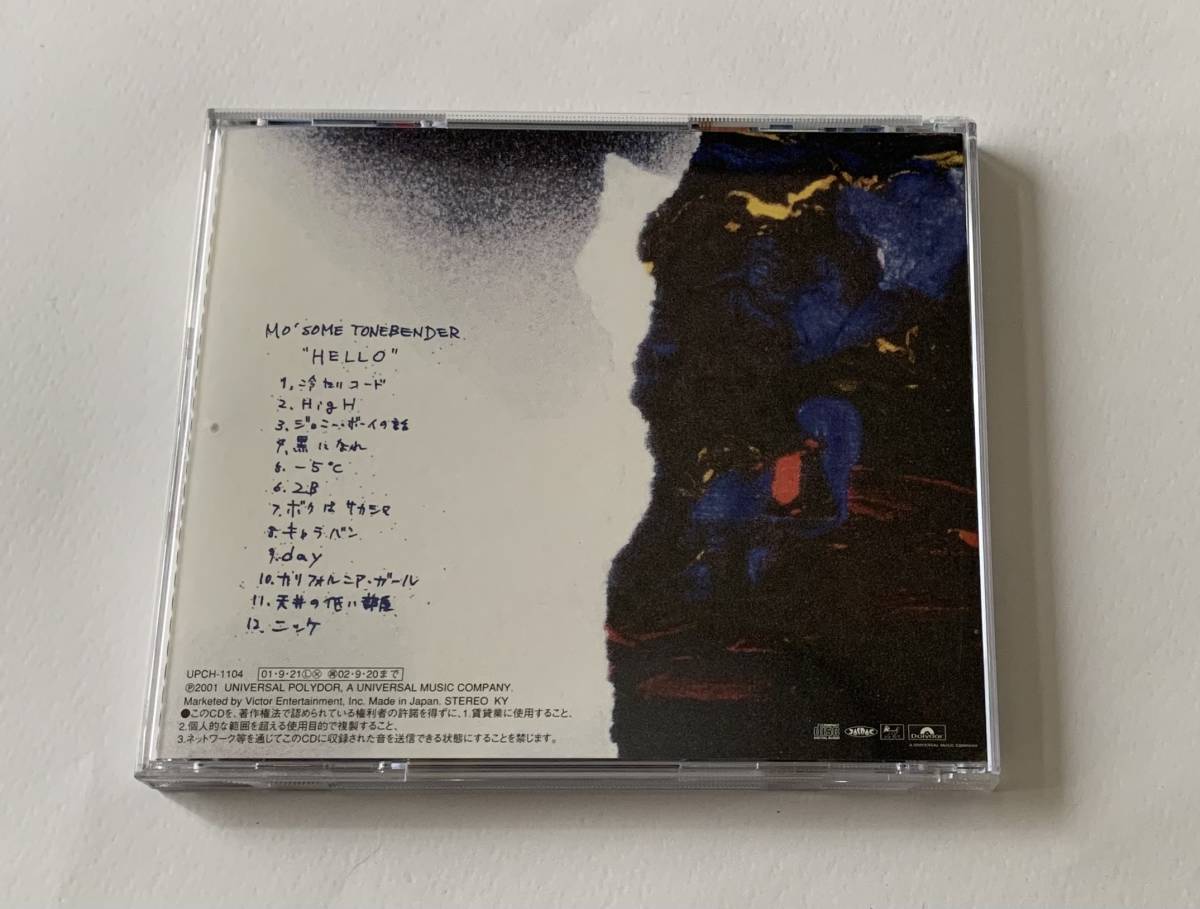 MO'SOME TONEBENDER
"HELLO"
1. 冷たいコード
2. HigH
3. ジョニー・ボーイの話
4. 黒になれ
5. -5℃
6. 2B
7. ボクはサカシマ
8. キャラバン
9. day
10. カリフォルニア・ガール
11. 天井の低い部屋
12. ニッケ
UPCH-1104 01・9・21Ⓛ㊀ 02・9・20まで
℗2001 UNIVERSAL POLYDOR, A UNIVERSAL MUSIC COMPANY.
Marketed by Victor Entertainment, Inc. Made in Japan. STEREO KY
●このCDを、著作権法で認められている権利者の許諾を得ずに、1.賃貸業に使用すること、
2.個人的な範囲を超える使用目的で複製すること、
3.ネットワーク等を通じてこのCDに収録された音を送信できる状態にすることを禁じます。
disc
JASRAC
Polydor
A UNIVERSAL MUSIC COMPANY